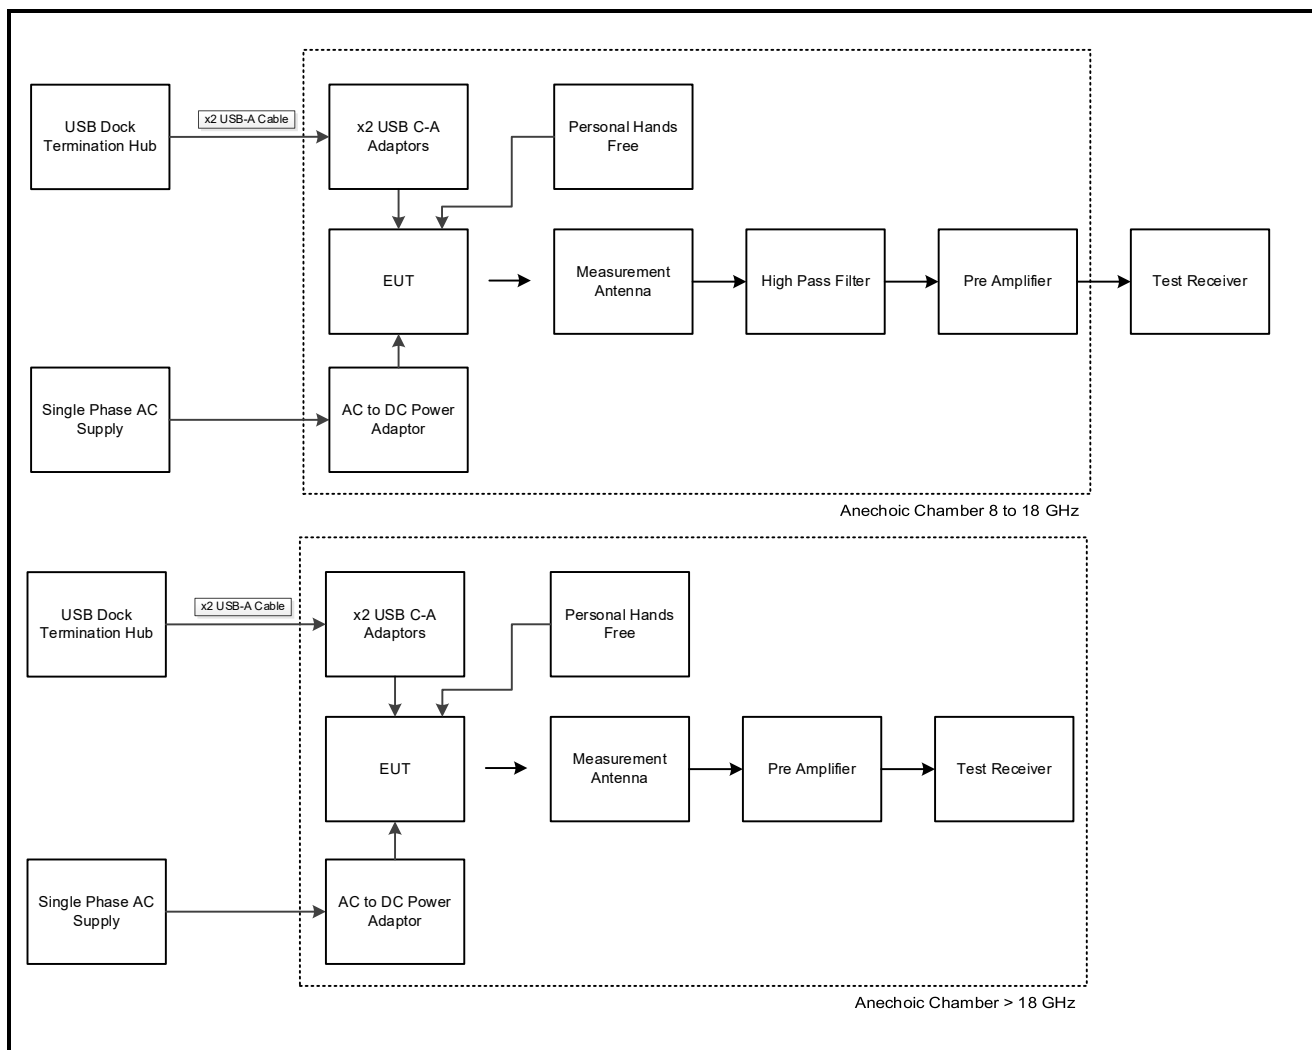 USB Dock
Termination Hub
x2 USB-A Cable
x2 USB C-A
Adaptors
Personal Hands
Free
EUT
Measurement
Antenna
High Pass Filter
Pre Amplifier
Test Receiver
Single Phase AC
Supply
AC to DC Power
Adaptor
Anechoic Chamber 8 to 18 GHz
USB Dock
Termination Hub
x2 USB-A Cable
x2 USB C-A
Adaptors
Personal Hands
Free
EUT
Measurement
Antenna
Pre Amplifier
Test Receiver
Single Phase AC
Supply
AC to DC Power
Adaptor
Anechoic Chamber > 18 GHz